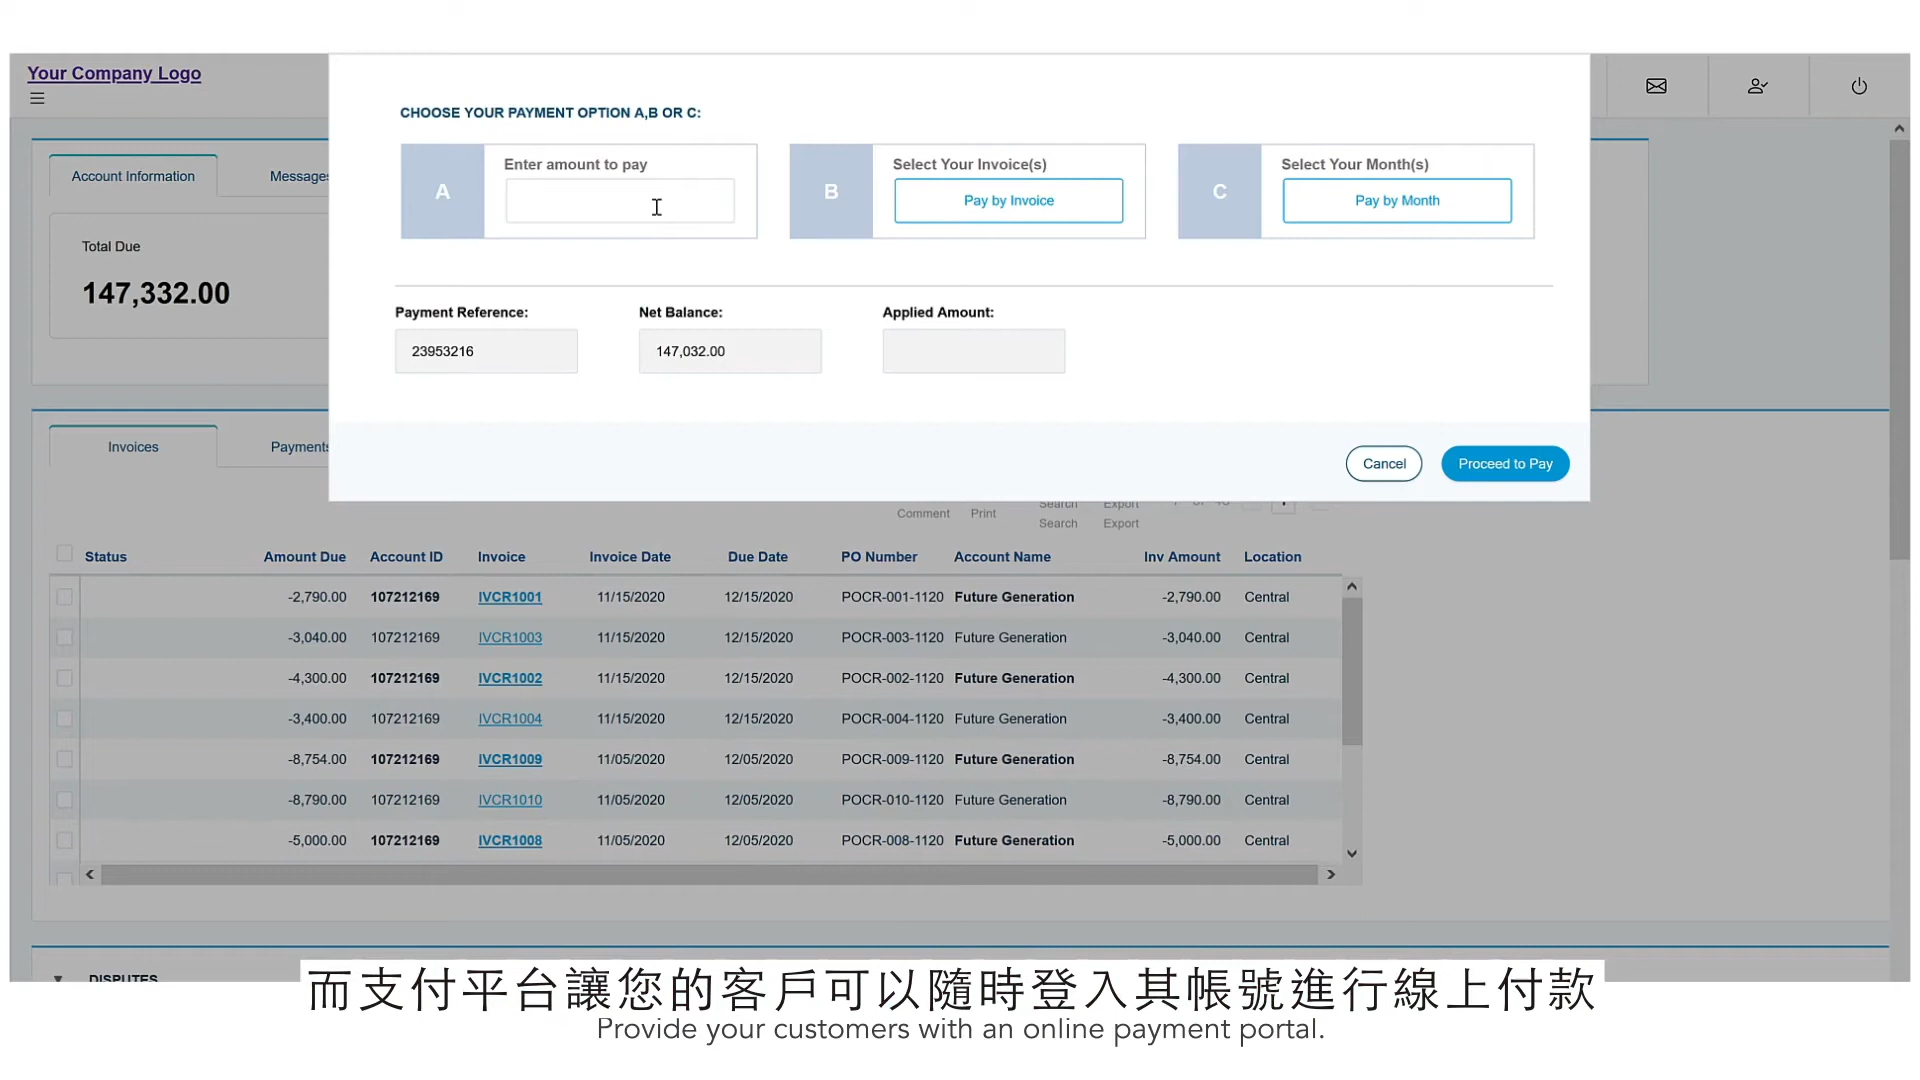 Your Company Logo
CHOOSE YOUR PAYMENT OPTION A,B OR C:
A
Enter amount to pay
B
Select Your Invoice(s)
Pay by Invoice
C
Select Your Month(s)
Pay by Month
Account Information
Messages
Total Due
147,332.00
Payment Reference:
Net Balance:
Applied Amount:
23953216
147,032.00
Invoices
Payments
Cancel
Proceed to Pay
Search Export
Comment Print
Search Export
Status Amount Due Account ID Invoice Invoice Date Due Date PO Number Account Name Inv Amount Location
-2,790.00 107212169 IVCR1001 11/15/2020 12/15/2020 POCR-001-1120 Future Generation -2,790.00 Central
-3,040.00 107212169 IVCR1003 11/15/2020 12/15/2020 POCR-003-1120 Future Generation -3,040.00 Central
-4,300.00 107212169 IVCR1002 11/15/2020 12/15/2020 POCR-002-1120 Future Generation -4,300.00 Central
-3,400.00 107212169 IVCR1004 11/15/2020 12/15/2020 POCR-004-1120 Future Generation -3,400.00 Central
-8,754.00 107212169 IVCR1009 11/05/2020 12/05/2020 POCR-009-1120 Future Generation -8,754.00 Central
-8,790.00 107212169 IVCR1010 11/05/2020 12/05/2020 POCR-010-1120 Future Generation -8,790.00 Central
-5,000.00 107212169 IVCR1008 11/05/2020 12/05/2020 POCR-008-1120 Future Generation -5,000.00 Central
DISPUTES
而支付平台讓您的客戶可以隨時登入其帳號進行線上付款
Provide your customers with an online payment portal.